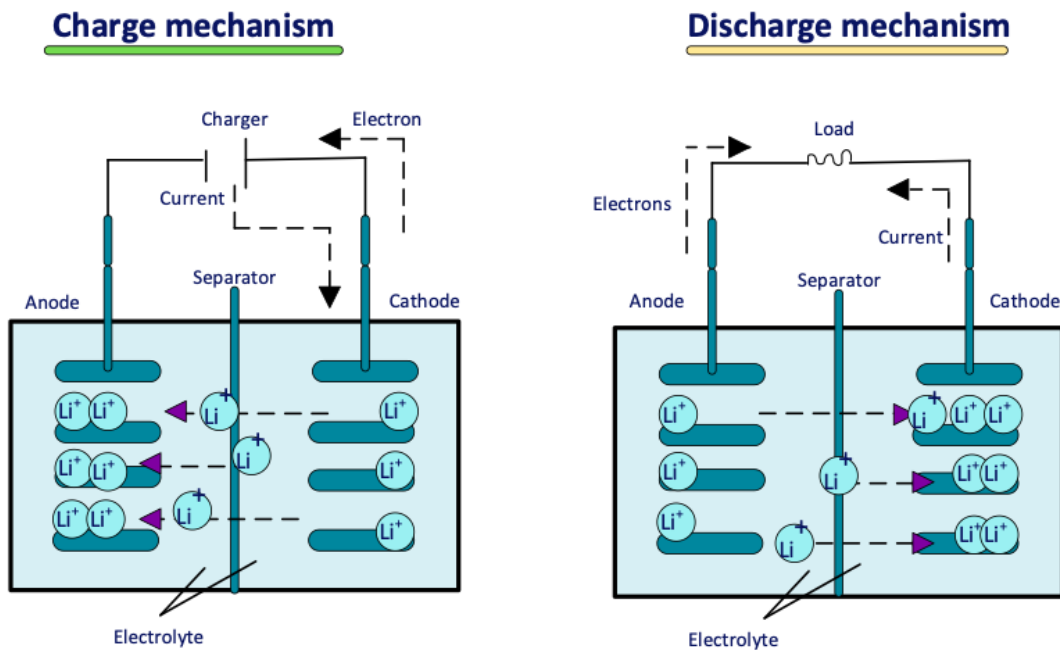 Charge mechanism
Charger
Electron
Current
Separator
Anode
Cathode
Li+ Li+ Li+ Li+
Li+
Li+ Li+ Li+
Li+ Li+ Li+ Li+
Electrolyte
Discharge mechanism
Load
Electrons
Current
Separator
Anode
Cathode
Li+ Li+ Li+ Li+
Li+ Li+ Li+ Li+
Li+ Li+ Li+ Li+
Electrolyte